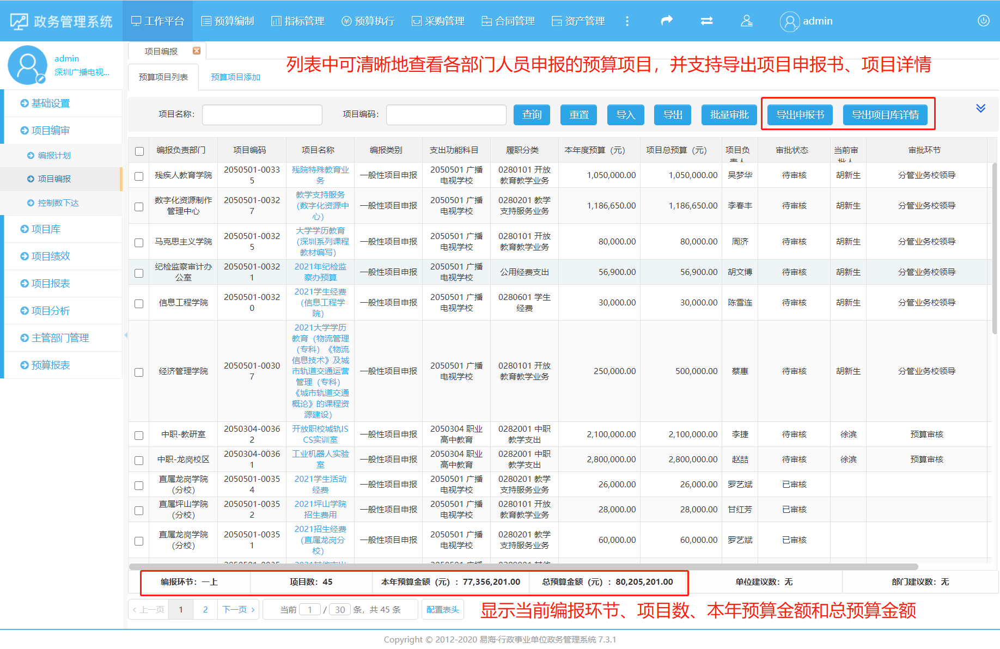 政务管理系统
工作平台 预算编制 指标管理 预算执行 采购管理 合同管理 资产管理 admin
admin
深圳广播电视...
基础设置
项目编审
编报计划
项目编报
控制数下达
项目库
项目绩效
项目报表
项目分析
主管部门管理
预算报表
项目编报
列表中可清晰地查看各部门人员申报的预算项目，并支持导出项目申报书、项目详情
预算项目列表 预算项目添加
项目名称： 项目编码： 查询 重置 导入 导出 批量审批 导出申报书 导出项目库详情
编报负责部门 项目编码 项目名称 编报类别 支出功能科目 履职分类 本年度预算（元） 项目总预算（元） 项目负责人 审批状态 当前审批人 审批环节
残疾人教育学院 2050501-00335 残院特殊教育业务 一般性项目申报 2050501 广播电视学校 0280101 开放教育教学业务 1,050,000.00 1,050,000.00 吴梦华 待审核 胡新生 分管业务校领导
数字化资源制作管理中心 2050501-00327 教学支持服务（数字化资源中心） 一般性项目申报 2050501 广播电视学校 0280201 教学支持服务业务 1,186,650.00 1,186,650.00 李春丰 待审核 胡新生 分管业务校领导
马克思主义学院 2050501-00325 大学学历教育（深圳系列课程教材编写） 一般性项目申报 2050501 广播电视学校 0280101 开放教育教学业务 80,000.00 80,000.00 周济 待审核 胡新生 分管业务校领导
纪检监察审计办公室 2050501-00321 2021年纪检监察办预算 一般性项目申报 2050501 广播电视学校 公用经费支出 56,900.00 56,900.00 胡文博 待审核 胡新生 分管业务校领导
信息工程学院 2050501-00320 2021学生经费（信息工程学院） 一般性项目申报 2050501 广播电视学校 0280601 学生经费 30,000.00 30,000.00 陈雪连 待审核 胡新生 分管业务校领导
经济管理学院 2050501-00307 2021大学学历教育（物流管理（专科）《物流信息技术》及城市轨道交通运营管理（专科）《城市轨道交通概论》的课程资源建设） 一般性项目申报 2050501 广播电视学校 0280101 开放教育教学业务 250,000.00 500,000.00 蔡惠 待审核 胡新生 分管业务校领导
中职-教研室 2050304-00362 开放职校城轨ISCS实训室 一般性项目申报 2050304 职业高中教育 0282001 中职教学支出 2,100,000.00 2,100,000.00 李捷 待审核 徐滨 预算审核
中职-龙岗校区 2050304-00361 工业机器人实验室 一般性项目申报 2050304 职业高中教育 0282001 中职教学支出 2,800,000.00 2,800,000.00 赵喆 待审核 徐滨 预算审核
直属龙岗学院（分校） 2050501-00354 2021学生活动经费 一般性项目申报 2050501 广播电视学校 0280201 教学支持服务业务 26,000.00 26,000.00 罗艺斌 已审核
直属坪山学院（分校） 2050501-00352 2021坪山学院招生费用 一般性项目申报 2050501 广播电视学校 0280101 开放教育教学业务 28,000.00 28,000.00 甘红芳 已审核
直属龙岗学院（分校） 2050501-00351 2021招生经费（直属龙岗分校） 一般性项目申报 2050501 广播电视学校 0280201 教学支持服务业务 60,000.00 60,000.00 罗艺斌 已审核
编报环节：一上 项目数：45 本年预算金额（元）：77,356,201.00 总预算金额（元）：80,205,201.00 单位建议数：无 部门建议数：无
‹ 上一页 1 2 下一页 › 当前 1 / 30 条，共 45 条 配置表头
显示当前编报环节、项目数、本年预算金额和总预算金额
Copyright © 2012-2020 易海·行政事业单位政务管理系统 7.3.1